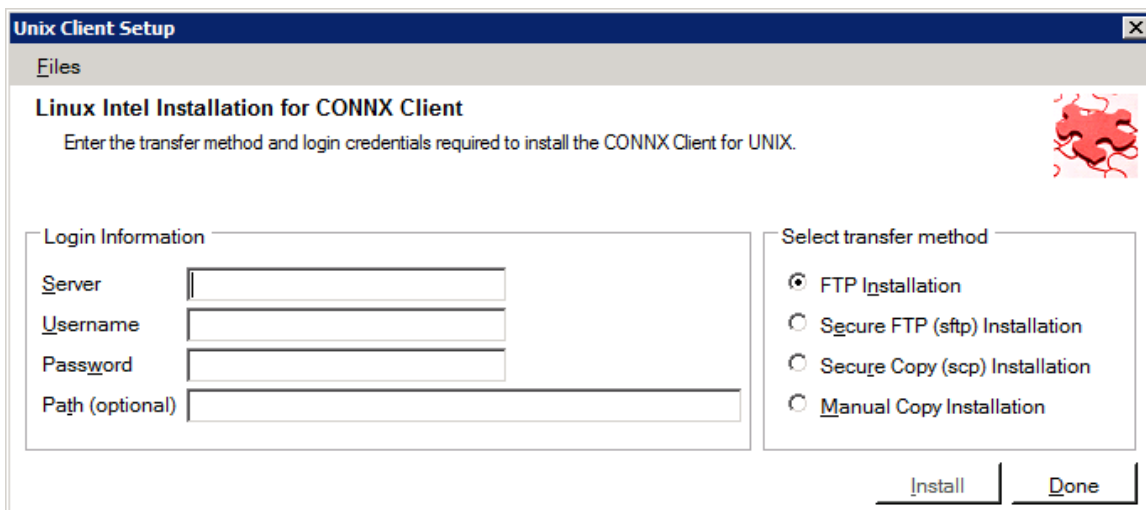 Unix Client Setup
Files
Linux Intel Installation for CONNX Client
Enter the transfer method and login credentials required to install the CONNX Client for UNIX.
Login Information
Server
Username
Password
Path (optional)
Select transfer method
FTP Installation
Secure FTP (sftp) Installation
Secure Copy (scp) Installation
Manual Copy Installation
Install Done